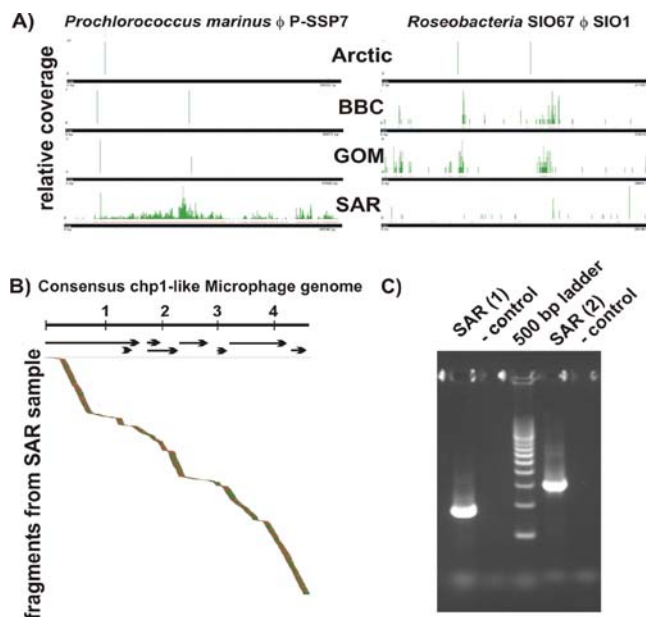 A)
Prochlorococcus marinus ϕ P-SSP7
Roseobacteria SIO67 ϕ SIO1
relative coverage
Arctic
BBC
GOM
SAR
B)
Consensus chp1-like Microphage genome
1 2 3 4
fragments from SAR sample
C)
SAR (1)
- control
500 bp ladder
SAR (2)
- control